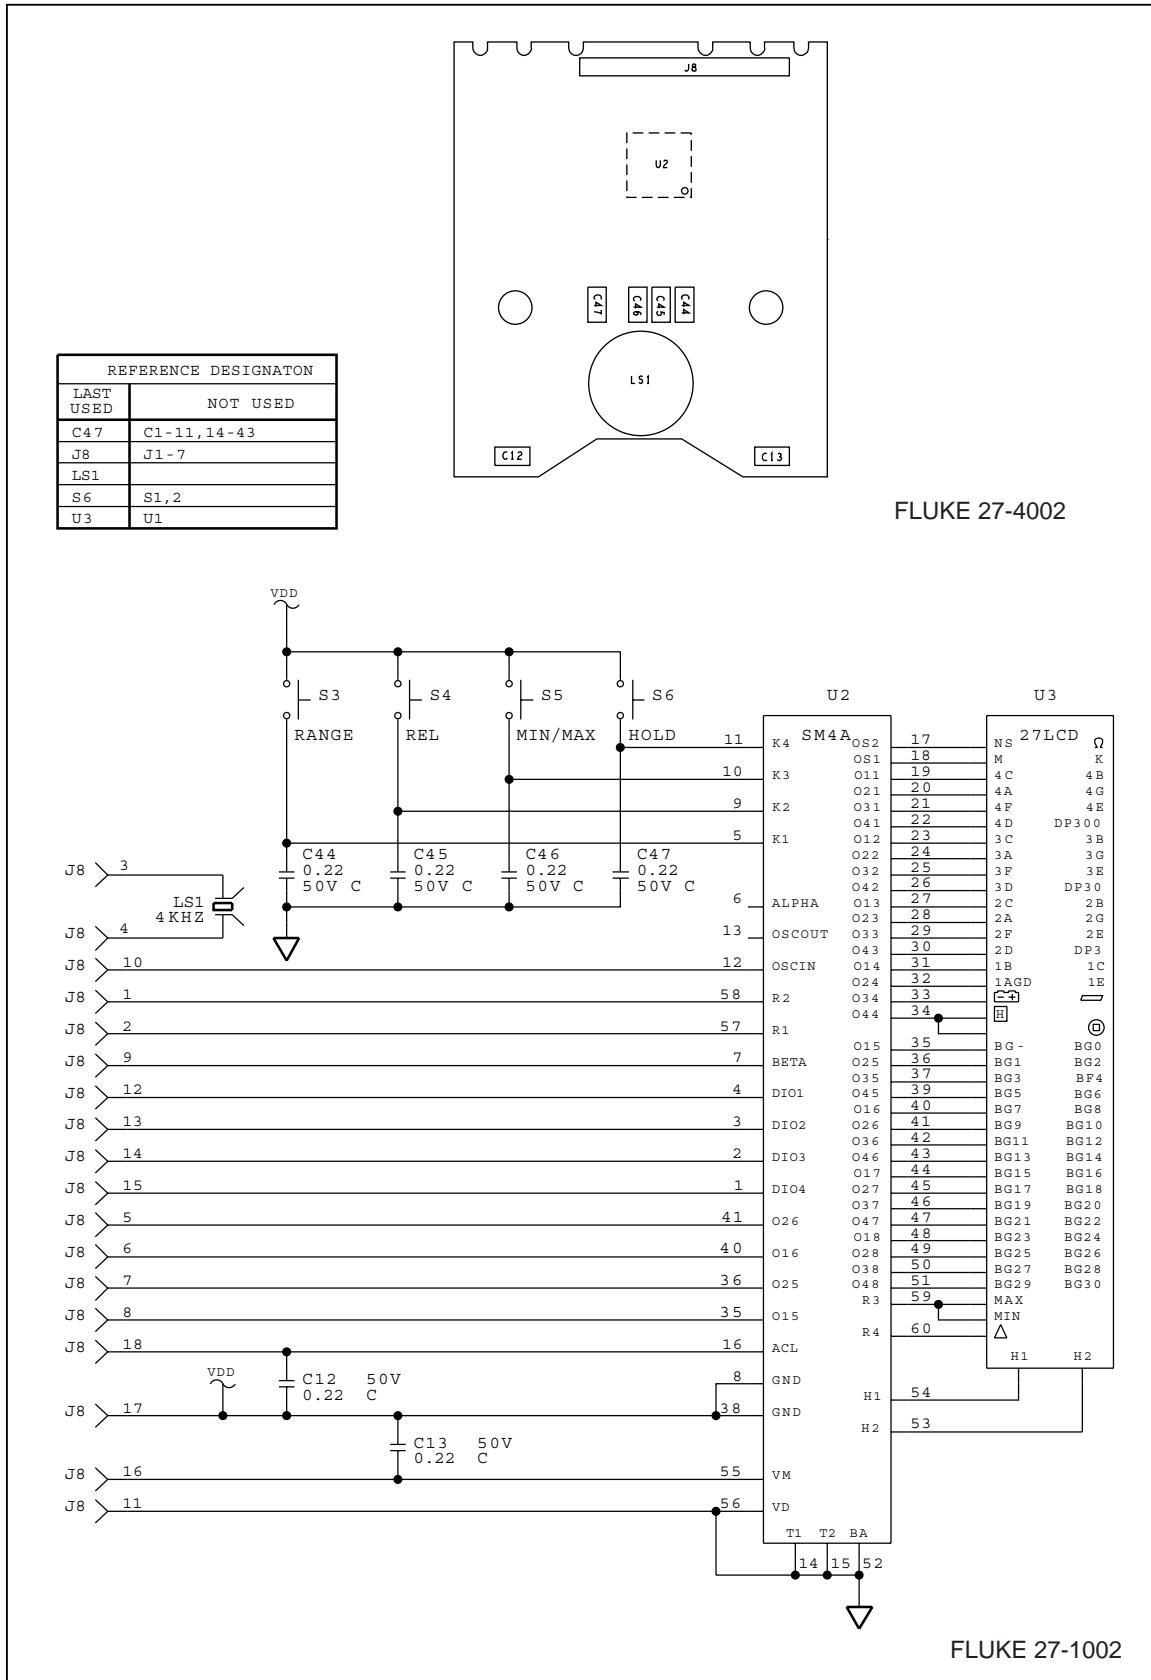 J8
U2
C47 C46 C45 C44
LS1
C12 C13
FLUKE 27-4002
REFERENCE DESIGNATON
LAST USED NOT USED
C47 C1-11,14-43
J8 J1-7
LS1
S6 S1,2
U3 U1
VDD
S3 S4 S5 S6
RANGE REL MIN/MAX HOLD
C44 0.22 50V C
C45 0.22 50V C
C46 0.22 50V C
C47 0.22 50V C
LS1
4KHZ
U2
SM4A
U3
27LCD
11 K4
10 K3
9 K2
5 K1
6 ALPHA
13 OSCOUT
J8 3
J8 4
J8 10 12 OSCIN
J8 1 58 R2
J8 2 57 R1
J8 9 7 BETA
J8 12 4 DIO1
J8 13 3 DIO2
J8 14 2 DIO3
J8 15 1 DIO4
J8 5 41 O26
J8 6 40 O16
J8 7 36 O25
J8 8 35 O15
J8 18 16 ACL
VDD
C12 50V
0.22 C
8 GND
J8 17 38 GND
C13 50V
0.22 C
J8 16 55 VM
J8 11 56 VD
OS2 17 NS Ω
OS1 18 M K
O11 19 4C 4B
O21 20 4A 4G
O31 21 4F 4E
O41 22 4D DP300
O12 23 3C 3B
O22 24 3A 3G
O32 25 3F 3E
O42 26 3D DP30
O13 27 2C 2B
O23 28 2A 2G
O33 29 2F 2E
O43 30 2D DP3
O14 31 1B 1C
O24 32 1AGD 1E
O34 33 - +
O44 34 H
O15 35 BG- BG0
O25 36 BG1 BG2
O35 37 BG3 BF4
O45 39 BG5 BG6
O16 40 BG7 BG8
O26 41 BG9 BG10
O36 42 BG11 BG12
O46 43 BG13 BG14
O17 44 BG15 BG16
O27 45 BG17 BG18
O37 46 BG19 BG20
O47 47 BG21 BG22
O18 48 BG23 BG24
O28 49 BG25 BG26
O38 50 BG27 BG28
O48 51 BG29 BG30
R3 59 MAX
MIN
R4 60
H1 H2
H1 54
H2 53
T1 T2 BA
14 15 52
FLUKE 27-1002